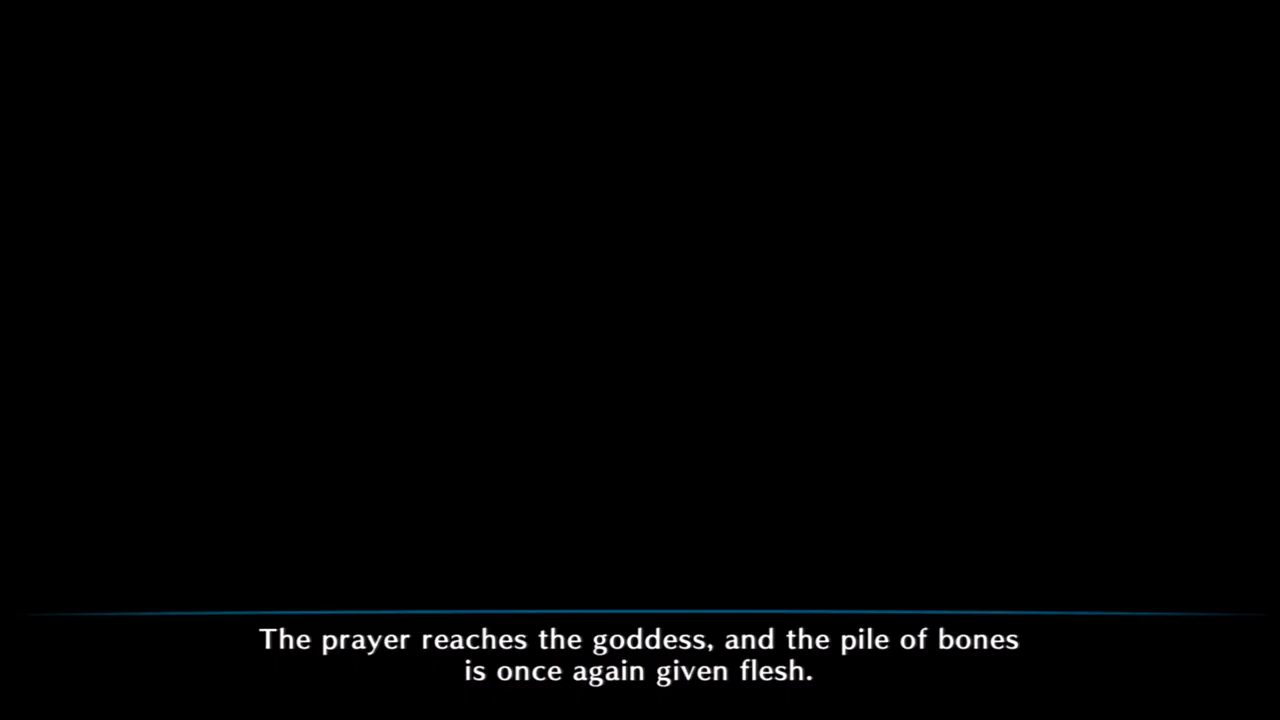 The prayer reaches the goddess, and the pile of bones
is once again given flesh.